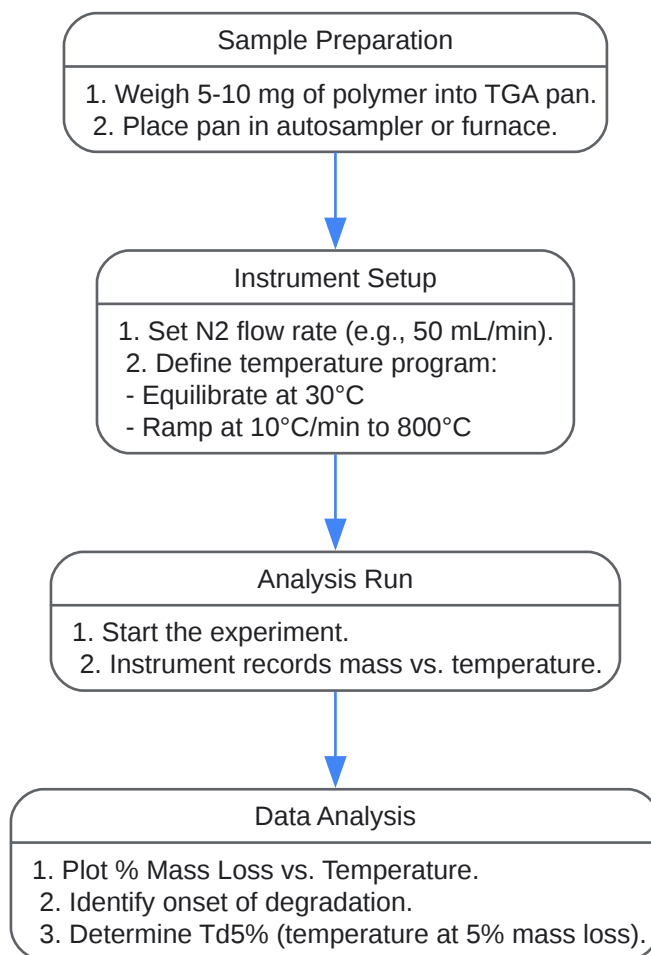 Sample Preparation
1. Weigh 5-10 mg of polymer into TGA pan.
2. Place pan in autosampler or furnace.
Instrument Setup
1. Set N2 flow rate (e.g., 50 mL/min).
2. Define temperature program:
- Equilibrate at 30°C
- Ramp at 10°C/min to 800°C
Analysis Run
1. Start the experiment.
2. Instrument records mass vs. temperature.
Data Analysis
1. Plot % Mass Loss vs. Temperature.
2. Identify onset of degradation.
3. Determine Td5% (temperature at 5% mass loss).